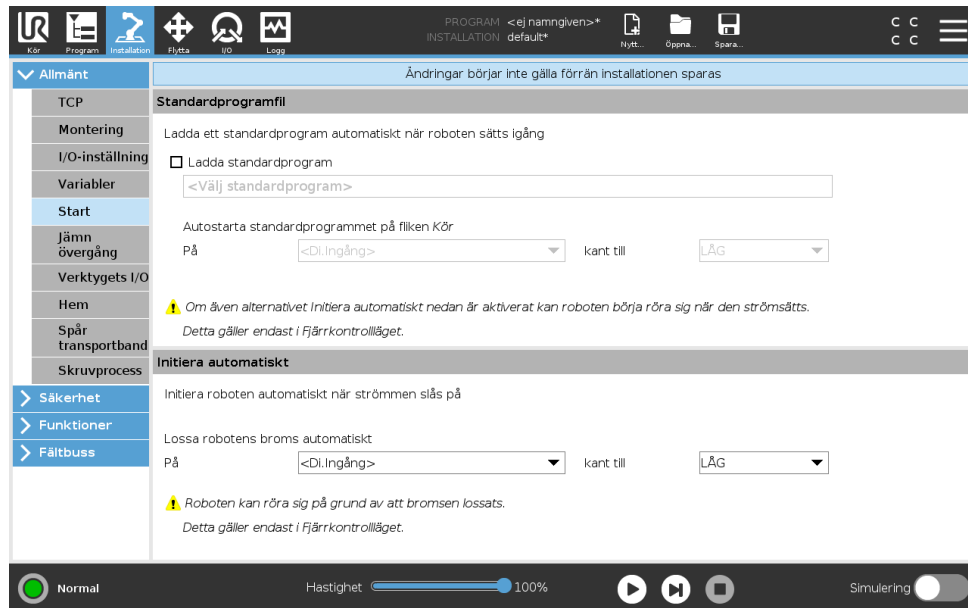 PROGRAM <ej namngiven>*
INSTALLATION default*
UR
Kör
Program
Installation
Flytta
I/O
Logg
Nytt...
Öppna...
Spara...
C C
C C
Allmänt
TCP
Montering
I/O-inställning
Variabler
Start
Jämn
övergång
Verktygets I/O
Hem
Spår
transportband
Skruvprocess
Säkerhet
Funktioner
Fältbuss
Ändringar börjar inte gälla förrän installationen sparas
Standardprogramfil
Ladda ett standardprogram automatiskt när roboten sätts igång
Ladda standardprogram
<Välj standardprogram>
Autostarta standardprogrammet på fliken Kör
På <Di.Ingång> kant till LÅG
Om även alternativet Initiera automatiskt nedan är aktiverat kan roboten börja röra sig när den strömsätts.
Detta gäller endast i Fjärrkontrollläget.
Initiera automatiskt
Initiera roboten automatiskt när strömmen slås på
Lossa robotens broms automatiskt
På <Di.Ingång> kant till LÅG
Roboten kan röra sig på grund av att bromsen lossats.
Detta gäller endast i Fjärrkontrollläget.
Normal
Hastighet 100%
Simulering